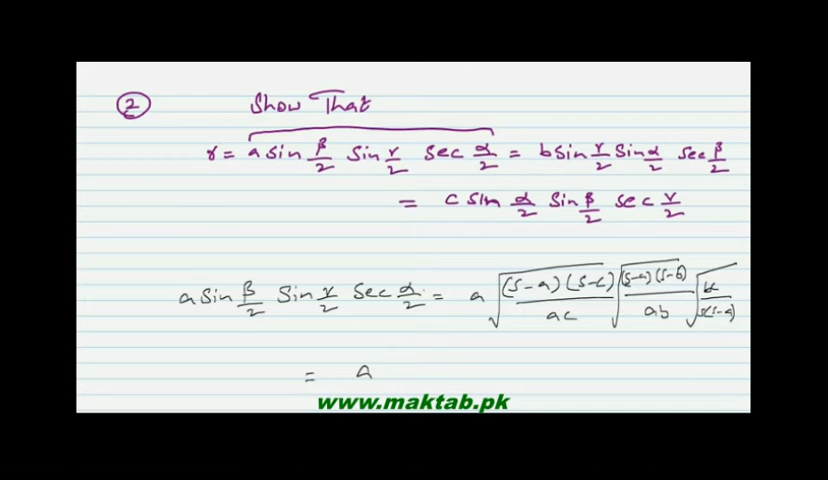 ② Show That
r = a sin β/2 sin γ/2 sec α/2 = b sin γ/2 sin α/2 sec β/2
= c sin α/2 sin β/2 sec γ/2
a sin β/2 sin γ/2 sec α/2 = a √((s-a)(s-c)/ac) √((s-a)(s-b)/ab) √(bc/s(s-a))
= a
www.maktab.pk